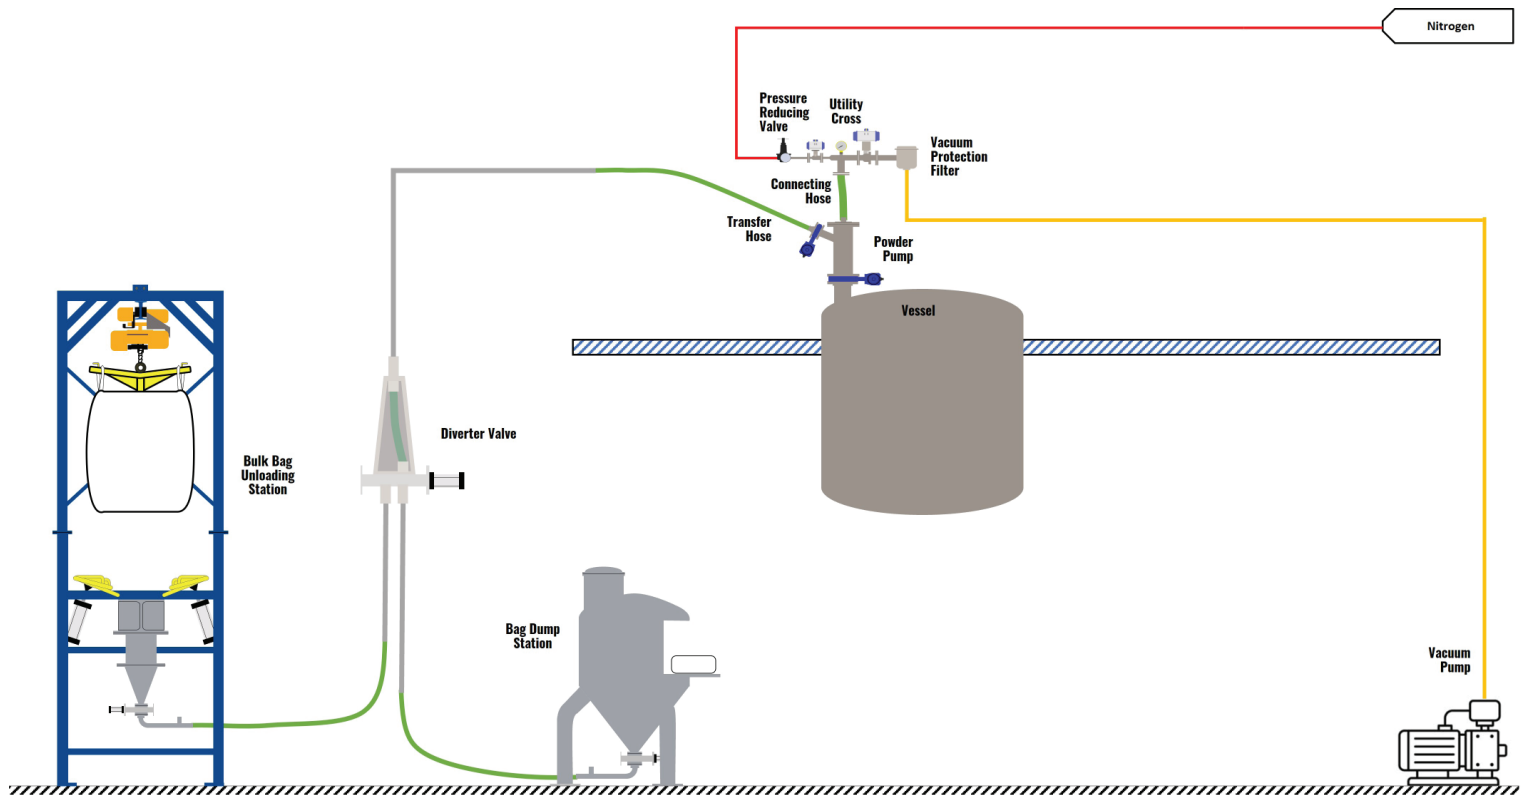 Nitrogen
Pressure
Reducing
Valve
Utility
Cross
Vacuum
Protection
Filter
Connecting
Hose
Transfer
Hose
Powder
Pump
Vessel
Diverter Valve
Bulk Bag
Unloading
Station
Bag Dump
Station
Vacuum
Pump